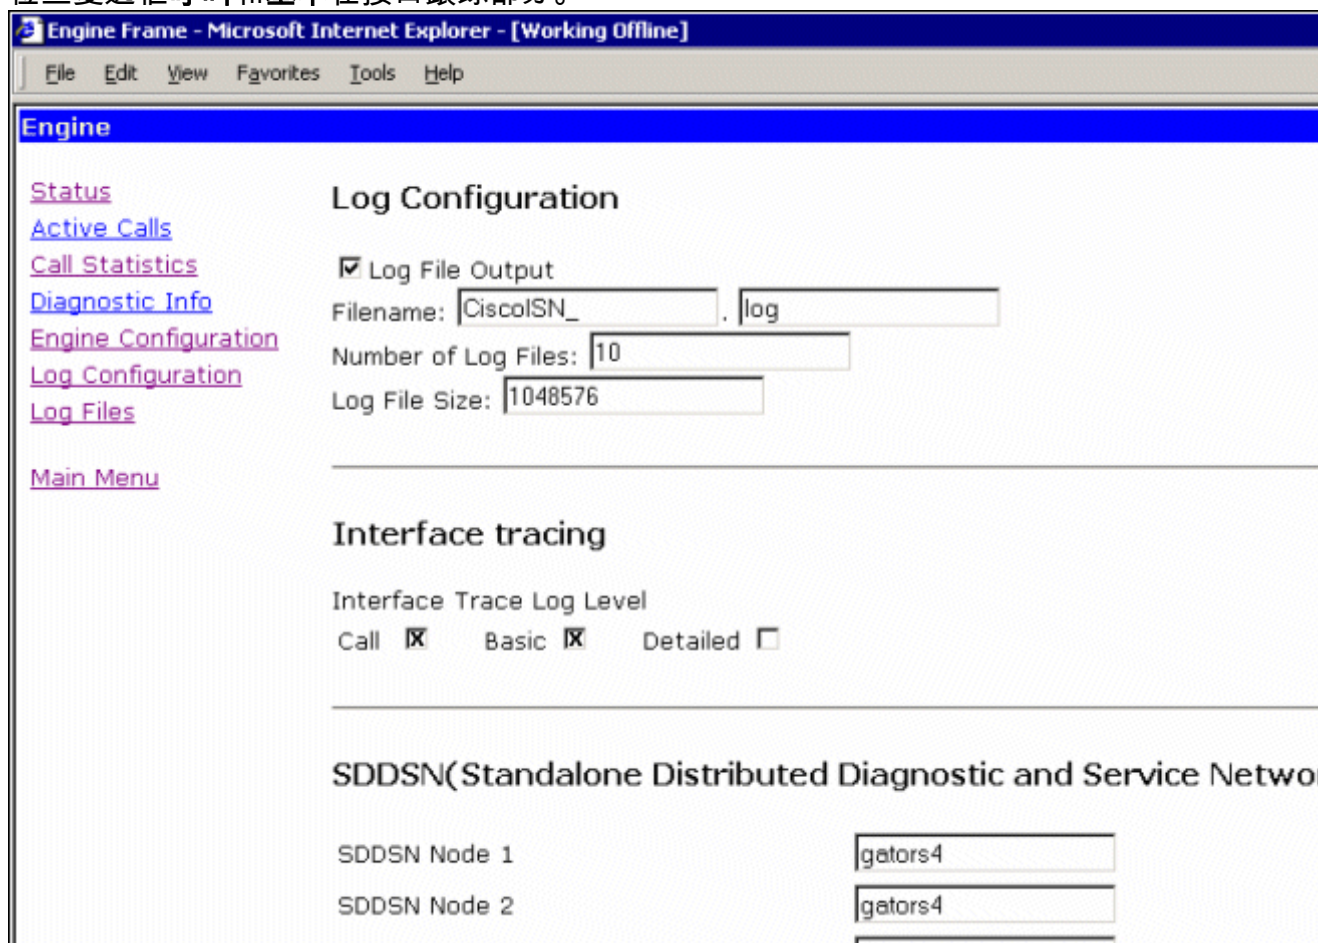 Engine Frame - Microsoft Internet Explorer - [Working Offline]
File Edit View Favorites Tools Help
Engine
Status
Active Calls
Call Statistics
Diagnostic Info
Engine Configuration
Log Configuration
Log Files
Main Menu
Log Configuration
Log File Output
Filename: CiscoISN_ . log
Number of Log Files: 10
Log File Size: 1048576
Interface tracing
Interface Trace Log Level
Call Basic Detailed
SDDSN(Standalone Distributed Diagnostic and Service Netwo
SDDSN Node 1 gators4
SDDSN Node 2 gators4